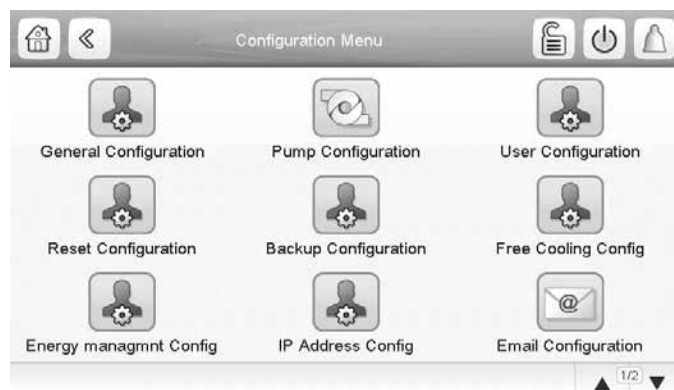 Configuration Menu
General Configuration
Pump Configuration
User Configuration
Reset Configuration
Backup Configuration
Free Cooling Config
Energy managmnt Config
IP Address Config
@
Email Configuration
1/2